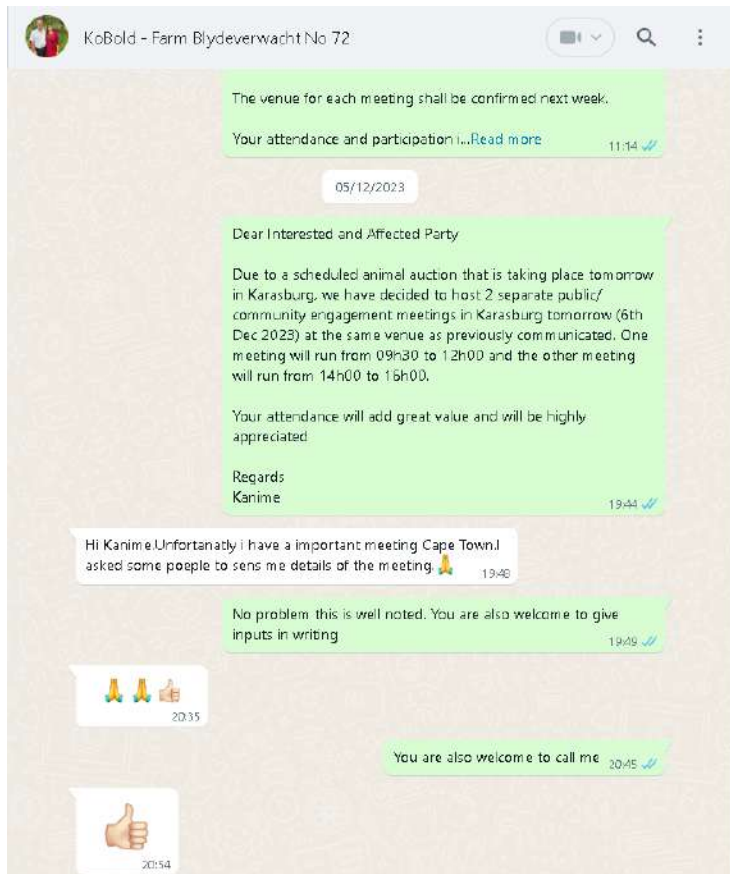 KoBold - Farm Blydeverwacht No 72
The venue for each meeting shall be confirmed next week.
Your attendance and participation i...Read more
11:14
05/12/2023
Dear Interested and Affected Party
Due to a scheduled animal auction that is taking place tomorrow
in Karasburg, we have decided to host 2 separate public/
community engagement meetings in Karasburg tomorrow (6th
Dec 2023) at the same venue as previously communicated. One
meeting will run from 09h30 to 12h00 and the other meeting
will run from 14h00 to 16h00.
Your attendance will add great value and will be highly
appreciated
Regards
Kanime
19:44
Hi Kanime.Unfortanatly i have a important meeting Cape Town.I
asked some poeple to sens me details of the meeting.🙏
19:48
No problem this is well noted. You are also welcome to give
inputs in writing
19:49
🙏 🙏 👍🏻
20:35
You are also welcome to call me
20:45
👍🏻
20:54